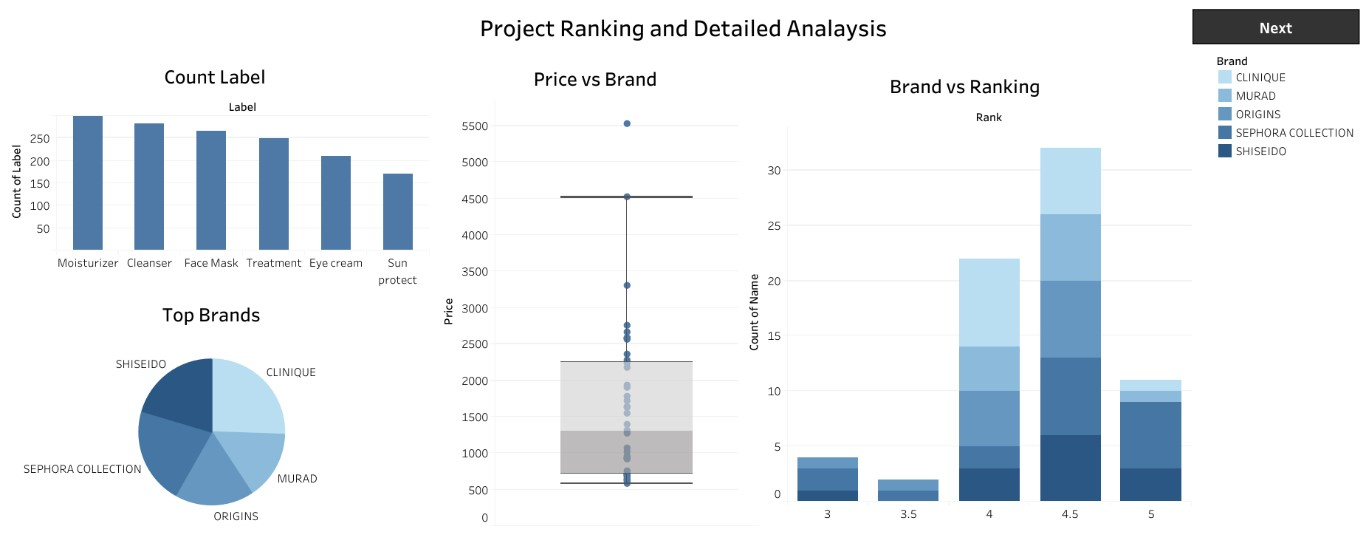 Project Ranking and Detailed Analaysis
Next
Count Label
Label
Count of Label
250
200
150
100
50
Moisturizer Cleanser Face Mask Treatment Eye cream Sun protect
Top Brands
SHISEIDO
CLINIQUE
SEPHORA COLLECTION
MURAD
ORIGINS
Price vs Brand
Price
5500
5000
4500
4000
3500
3000
2500
2000
1500
1000
500
0
Brand vs Ranking
Rank
Count of Name
30
25
20
15
10
5
0
3 3.5 4 4.5 5
Brand
CLINIQUE
MURAD
ORIGINS
SEPHORA COLLECTION
SHISEIDO